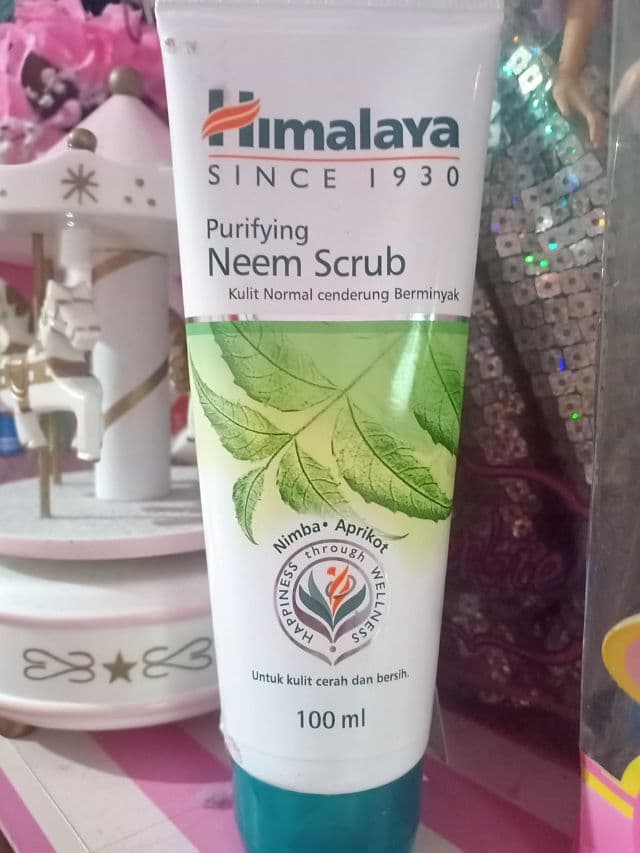 Himalaya
SINCE 1930
Purifying
Neem Scrub
Kulit Normal cenderung Berminyak
Nimba • Aprikot
HAPPINESS through WELLNESS
Untuk kulit cerah dan bersih.
100 ml